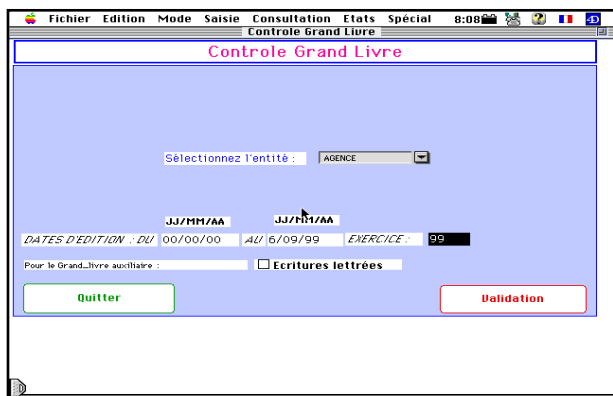 Fichier Edition Mode Saisie Consultation Etats Spécial 8:08
Controle Grand Livre
Controle Grand Livre
Sélectionnez l'entité : AGENCE
JJ/MM/AA JJ/MM/AA
DATES D'EDITION : DU 00/00/00 AU 6/09/99 EXERCICE : 99
Pour le Grand_livre auxiliaire : Ecritures lettrées
Quitter Validation